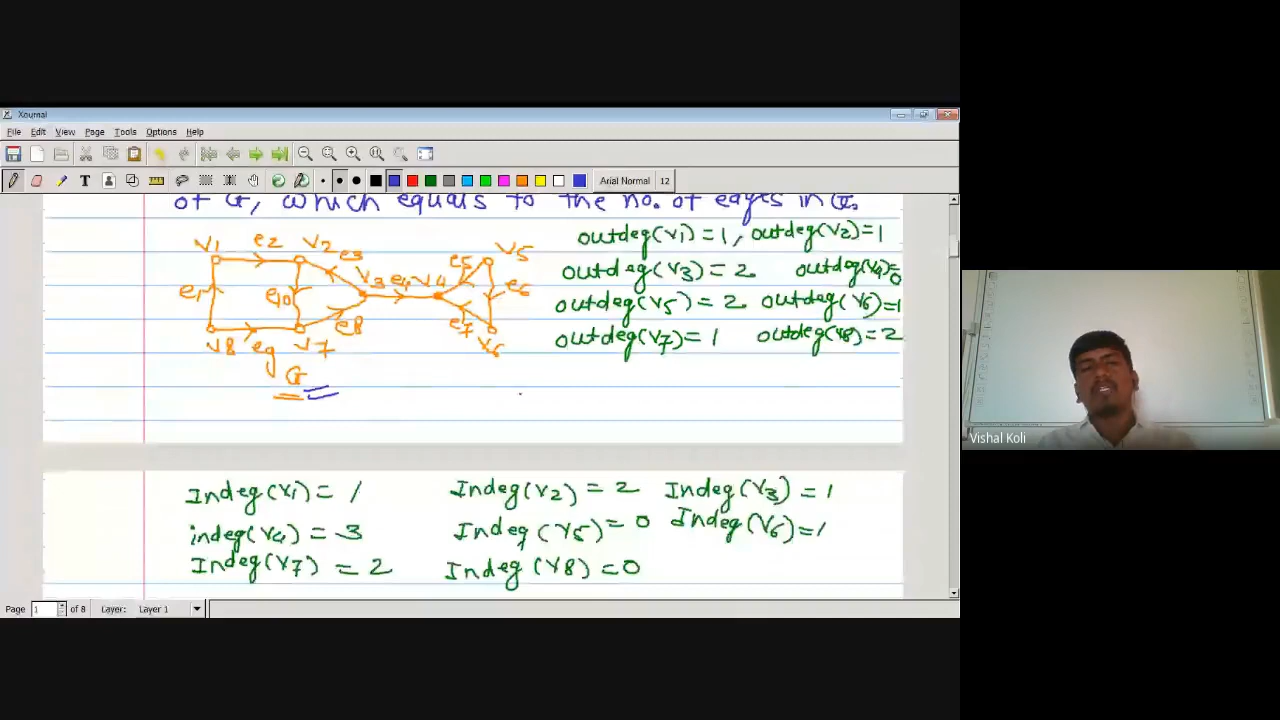 Xournal
File Edit View Page Tools Options Help
Arial Normal 12
of G, which equals to the no. of edges in G.
v1 e2 v2 e3 v3 e4 v4 e5 v5
e1 e10 e8 e7 e6
v8 e9 v7 v6
G
outdeg(v1) = 1, outdeg(v2) = 1
outdeg(v3) = 2 outdeg(v4)=0
outdeg(v5) = 2 outdeg(v6)=1
outdeg(v7) = 1 outdeg(v8) = 2
Indeg(v1) = 1 Indeg(v2) = 2 Indeg(v3) = 1
indeg(v4) = 3 Indeg(v5) = 0 Indeg(v6)=1
Indeg(v7) = 2 Indeg(v8) = 0
Page 1 of 8 Layer: Layer 1
Vishal Koli